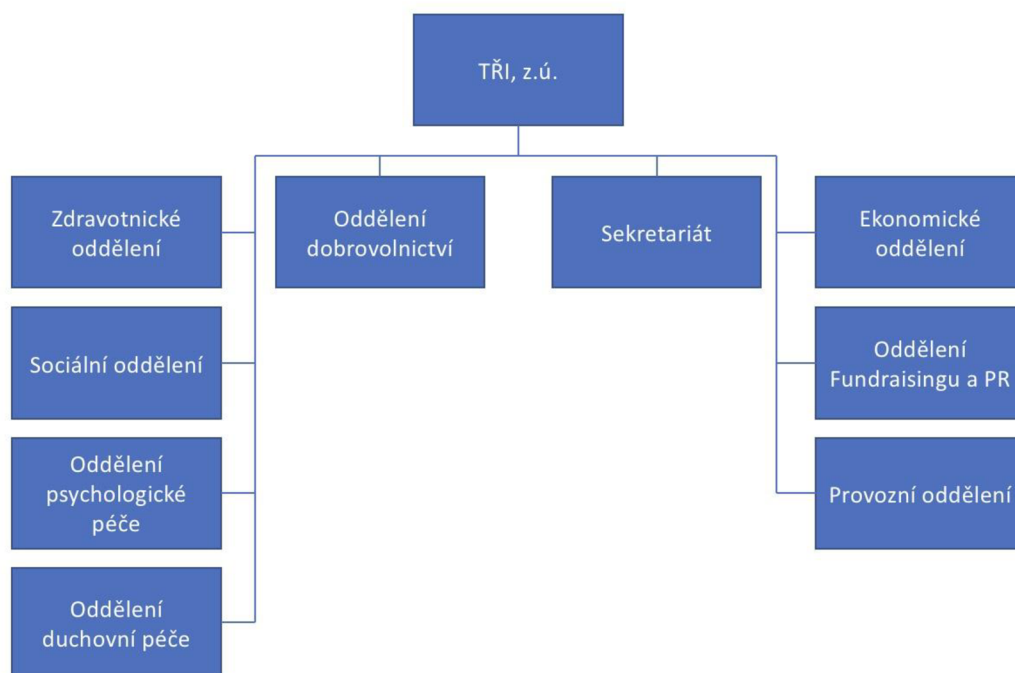 TŘI, z.ú.
Zdravotnické
oddělení
Oddělení
dobrovolnictví
Sekretariát
Ekonomické
oddělení
Sociální oddělení
Oddělení
Fundraisingu a PR
Oddělení
psychologické
péče
Provozní oddělení
Oddělení
duchovní péče